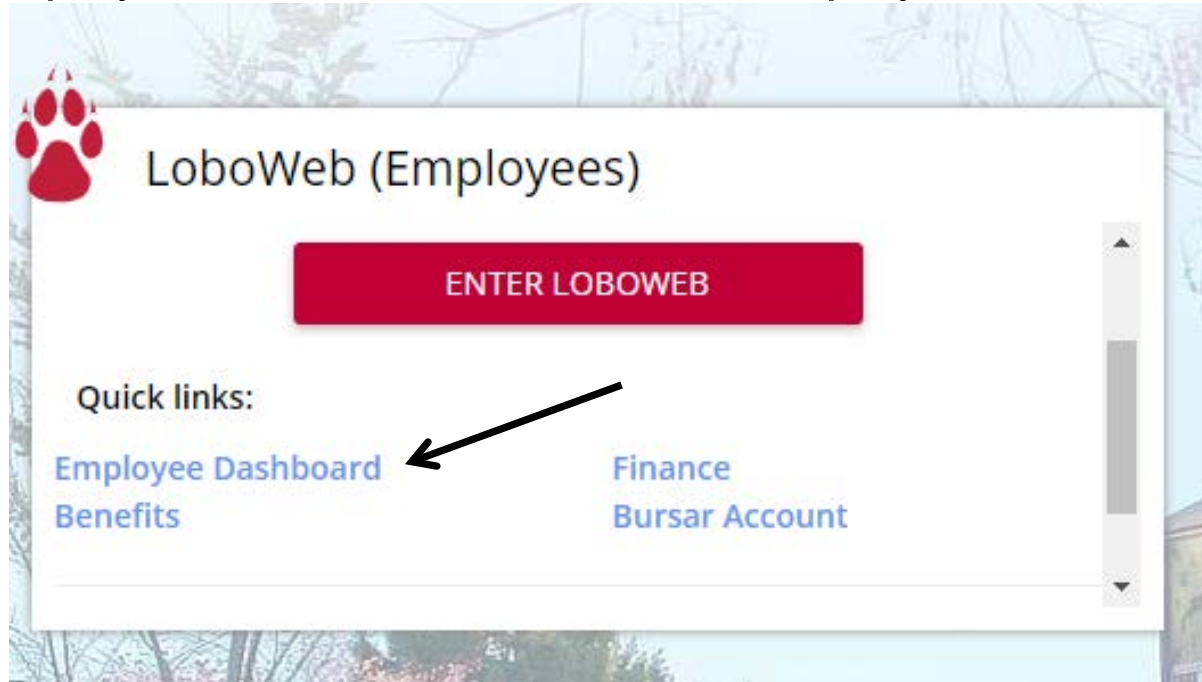 LoboWeb (Employees)
ENTER LOBOWEB
Quick links:
Employee Dashboard Finance
Benefits Bursar Account